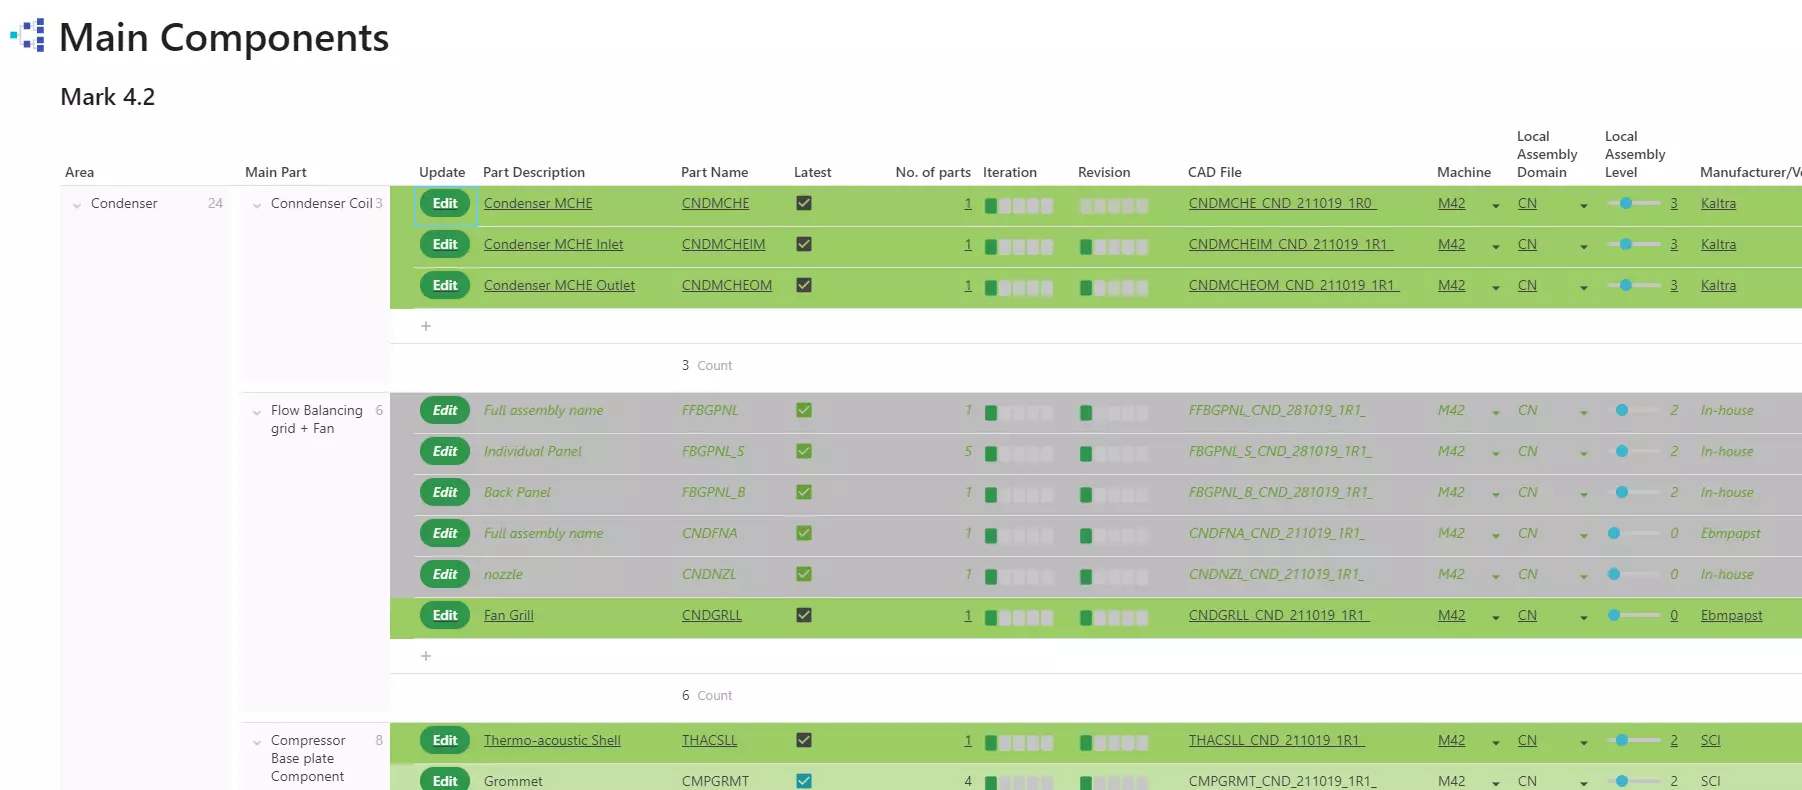 Main Components
Mark 4.2
Area Main Part Update Part Description Part Name Latest No. of parts Iteration Revision CAD File Machine Local Assembly Domain Local Assembly Level Manufacturer/V
Condenser 24 Conndenser Coil 3 Edit Condenser MCHE CNDMCHE 1 CNDMCHE_CND_211019_1R0_ M42 CN 3 Kaltra
Edit Condenser MCHE Inlet CNDMCHEIM 1 CNDMCHEIM_CND_211019_1R1_ M42 CN 3 Kaltra
Edit Condenser MCHE Outlet CNDMCHEOM 1 CNDMCHEOM_CND_211019_1R1_ M42 CN 3 Kaltra
+
3 Count
Flow Balancing grid + Fan 6 Edit Full assembly name FFBGPNL 1 FFBGPNL_CND_281019_1R1_ M42 CN 2 In-house
Edit Individual Panel FBGPNL_S 5 FBGPNL_S_CND_281019_1R1_ M42 CN 2 In-house
Edit Back Panel FBGPNL_B 1 FBGPNL_B_CND_281019_1R1_ M42 CN 2 In-house
Edit Full assembly name CNDFNA 1 CNDFNA_CND_211019_1R1_ M42 CN 0 Ebmpapst
Edit nozzle CNDNZL 1 CNDNZL_CND_211019_1R1_ M42 CN 0 In-house
Edit Fan Grill CNDGRLL 1 CNDGRLL_CND_211019_1R1_ M42 CN 0 Ebmpapst
+
6 Count
Compressor Base plate Component 8 Edit Thermo-acoustic Shell THACSLL 1 THACSLL_CND_211019_1R1_ M42 CN 2 SCI
Edit Grommet CMPGRMT 4 CMPGRMT_CND_211019_1R1_ M42 CN 2 SCI